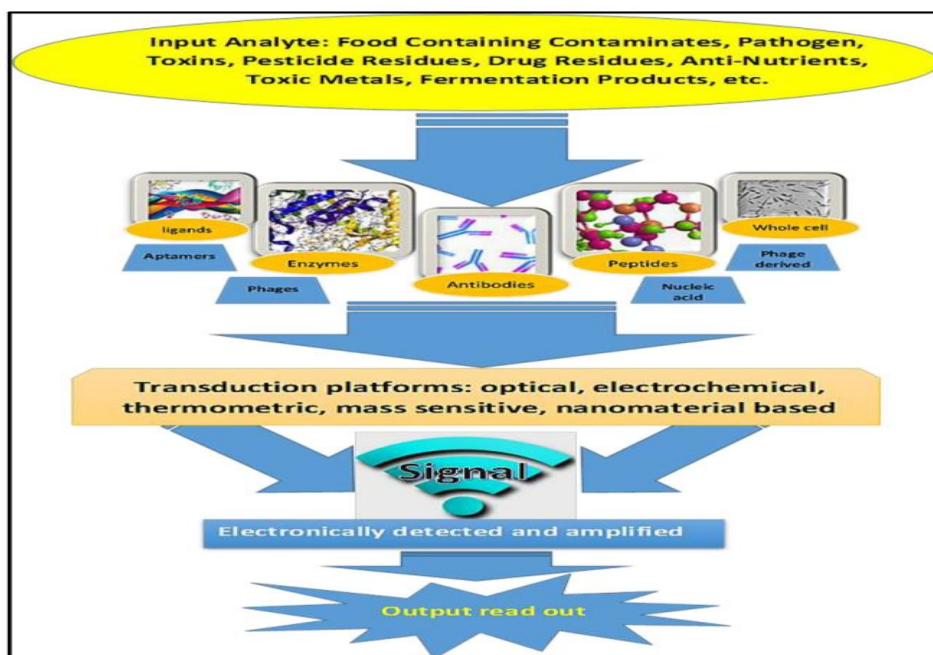 Input Analyte: Food Containing Contaminates, Pathogen,
Toxins, Pesticide Residues, Drug Residues, Anti-Nutrients,
Toxic Metals, Fermentation Products, etc.
ligands
Enzymes
Antibodies
Peptides
Whole cell
Aptamers
Phages
Nucleic
acid
Phage
derived
Transduction platforms: optical, electrochemical,
thermometric, mass sensitive, nanomaterial based
Signal
Electronically detected and amplified
Output read out